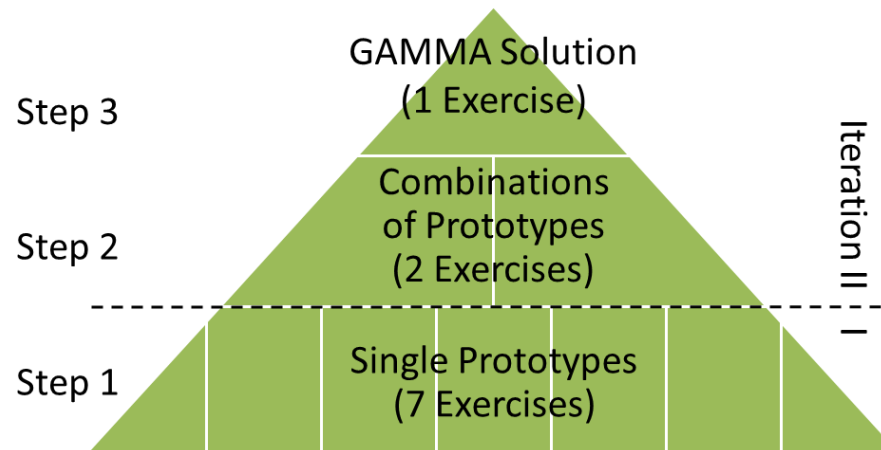 GAMMA Solution
(1 Exercise)
Step 3
Combinations
of Prototypes
(2 Exercises)
Step 2
Iteration II
I
Single Prototypes
(7 Exercises)
Step 1